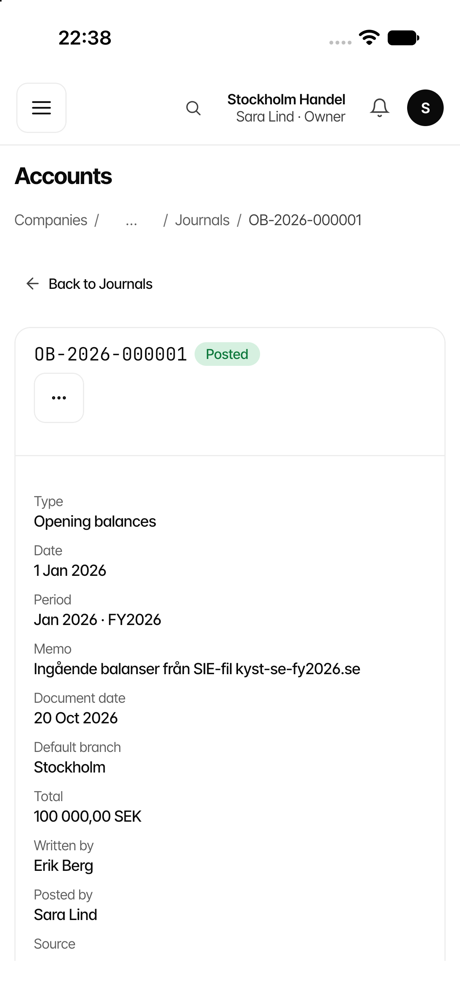 22:38
Stockholm Handel
Sara Lind · Owner
S
Accounts
Companies / ... / Journals / OB-2026-000001
Back to Journals
OB-2026-000001 Posted
Type
Opening balances
Date
1 Jan 2026
Period
Jan 2026 · FY2026
Memo
Ingående balanser från SIE-fil kyst-se-fy2026.se
Document date
20 Oct 2026
Default branch
Stockholm
Total
100 000,00 SEK
Written by
Erik Berg
Posted by
Sara Lind
Source